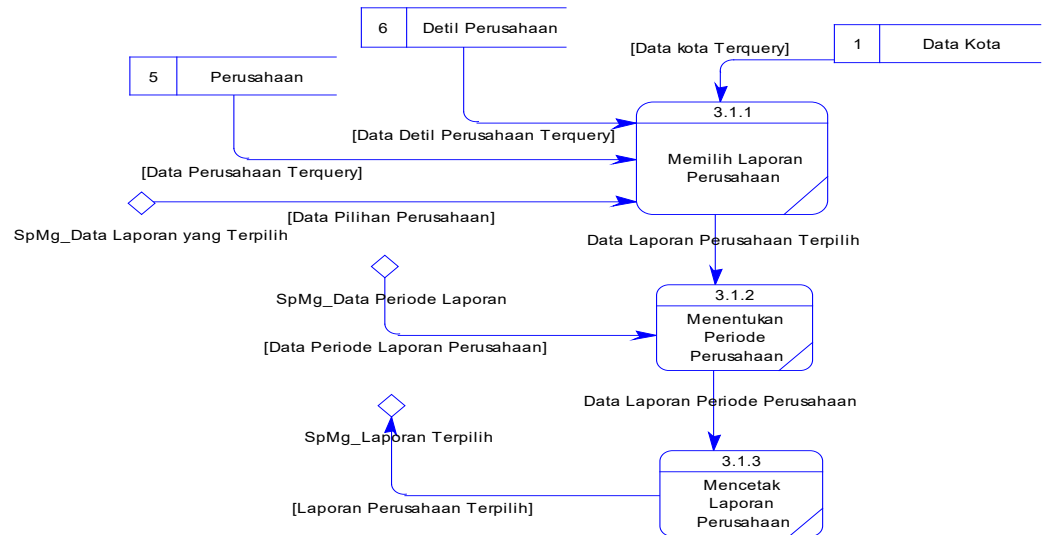 6 Detil Perusahaan
[Data kota Terquery]
1 Data Kota
5 Perusahaan
3.1.1
[Data Detil Perusahaan Terquery]
Memilih Laporan
Perusahaan
[Data Perusahaan Terquery]
[Data Pilihan Perusahaan]
SpMg_Data Laporan yang Terpilih
Data Laporan Perusahaan Terpilih
3.1.2
SpMg_Data Periode Laporan
Menentukan
Periode
Perusahaan
[Data Periode Laporan Perusahaan]
Data Laporan Periode Perusahaan
SpMg_Laporan Terpilih
3.1.3
Mencetak
Laporan
Perusahaan
[Laporan Perusahaan Terpilih]